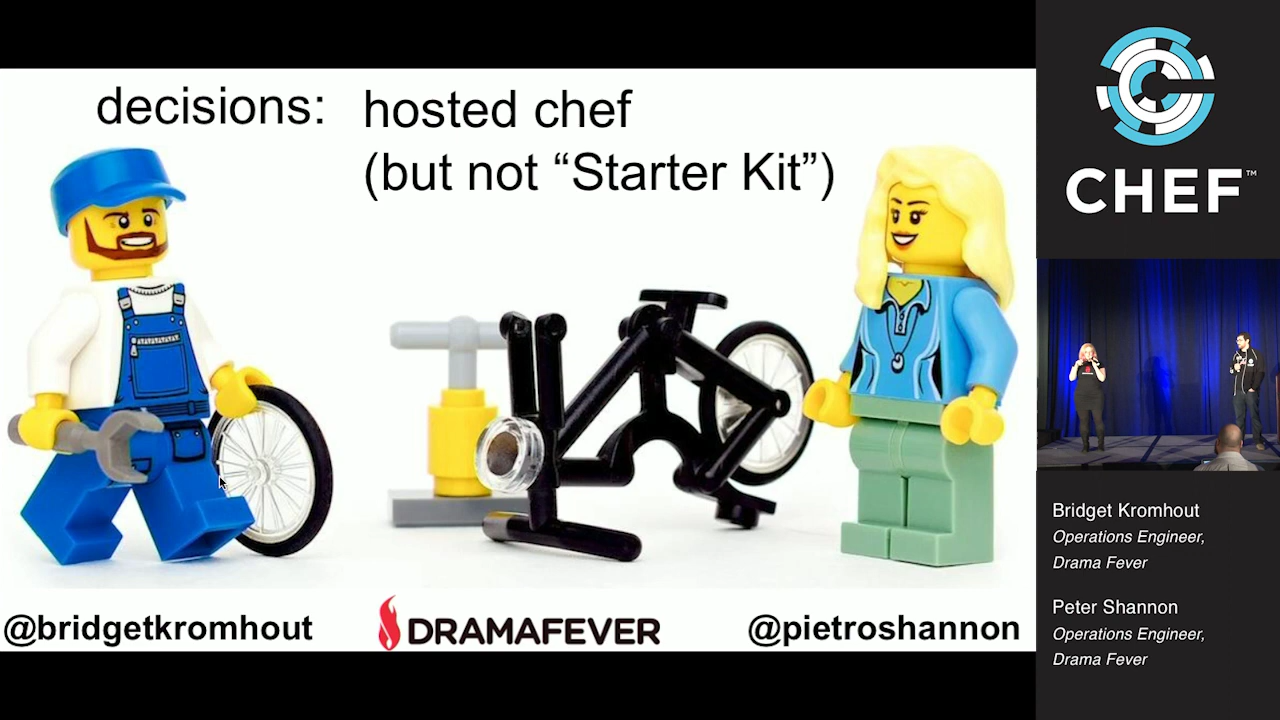 decisions:
hosted chef
(but not “Starter Kit”)
@bridgetkromhout
DRAMAFEVER
@pietroshannon
CHEF™
Bridget Kromhout
Operations Engineer,
Drama Fever
Peter Shannon
Operations Engineer,
Drama Fever